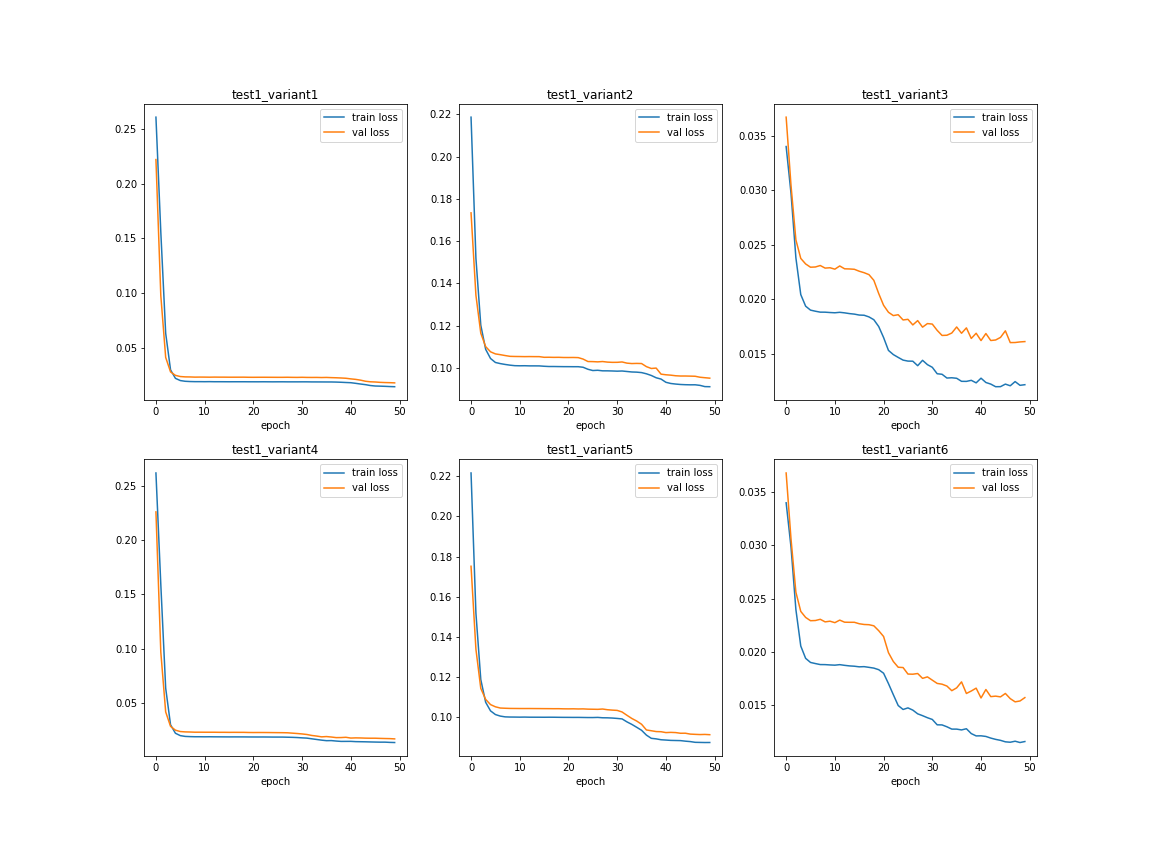 test1_variant1
test1_variant2
test1_variant3
train loss
val loss
train loss
val loss
train loss
val loss
0.25
0.20
0.15
0.10
0.05
0.22
0.20
0.18
0.16
0.14
0.12
0.10
0.035
0.030
0.025
0.020
0.015
0 10 20 30 40 50
0 10 20 30 40 50
0 10 20 30 40 50
epoch
epoch
epoch
test1_variant4
test1_variant5
test1_variant6
train loss
val loss
train loss
val loss
train loss
val loss
0.25
0.20
0.15
0.10
0.05
0.22
0.20
0.18
0.16
0.14
0.12
0.10
0.035
0.030
0.025
0.020
0.015
0 10 20 30 40 50
0 10 20 30 40 50
0 10 20 30 40 50
epoch
epoch
epoch